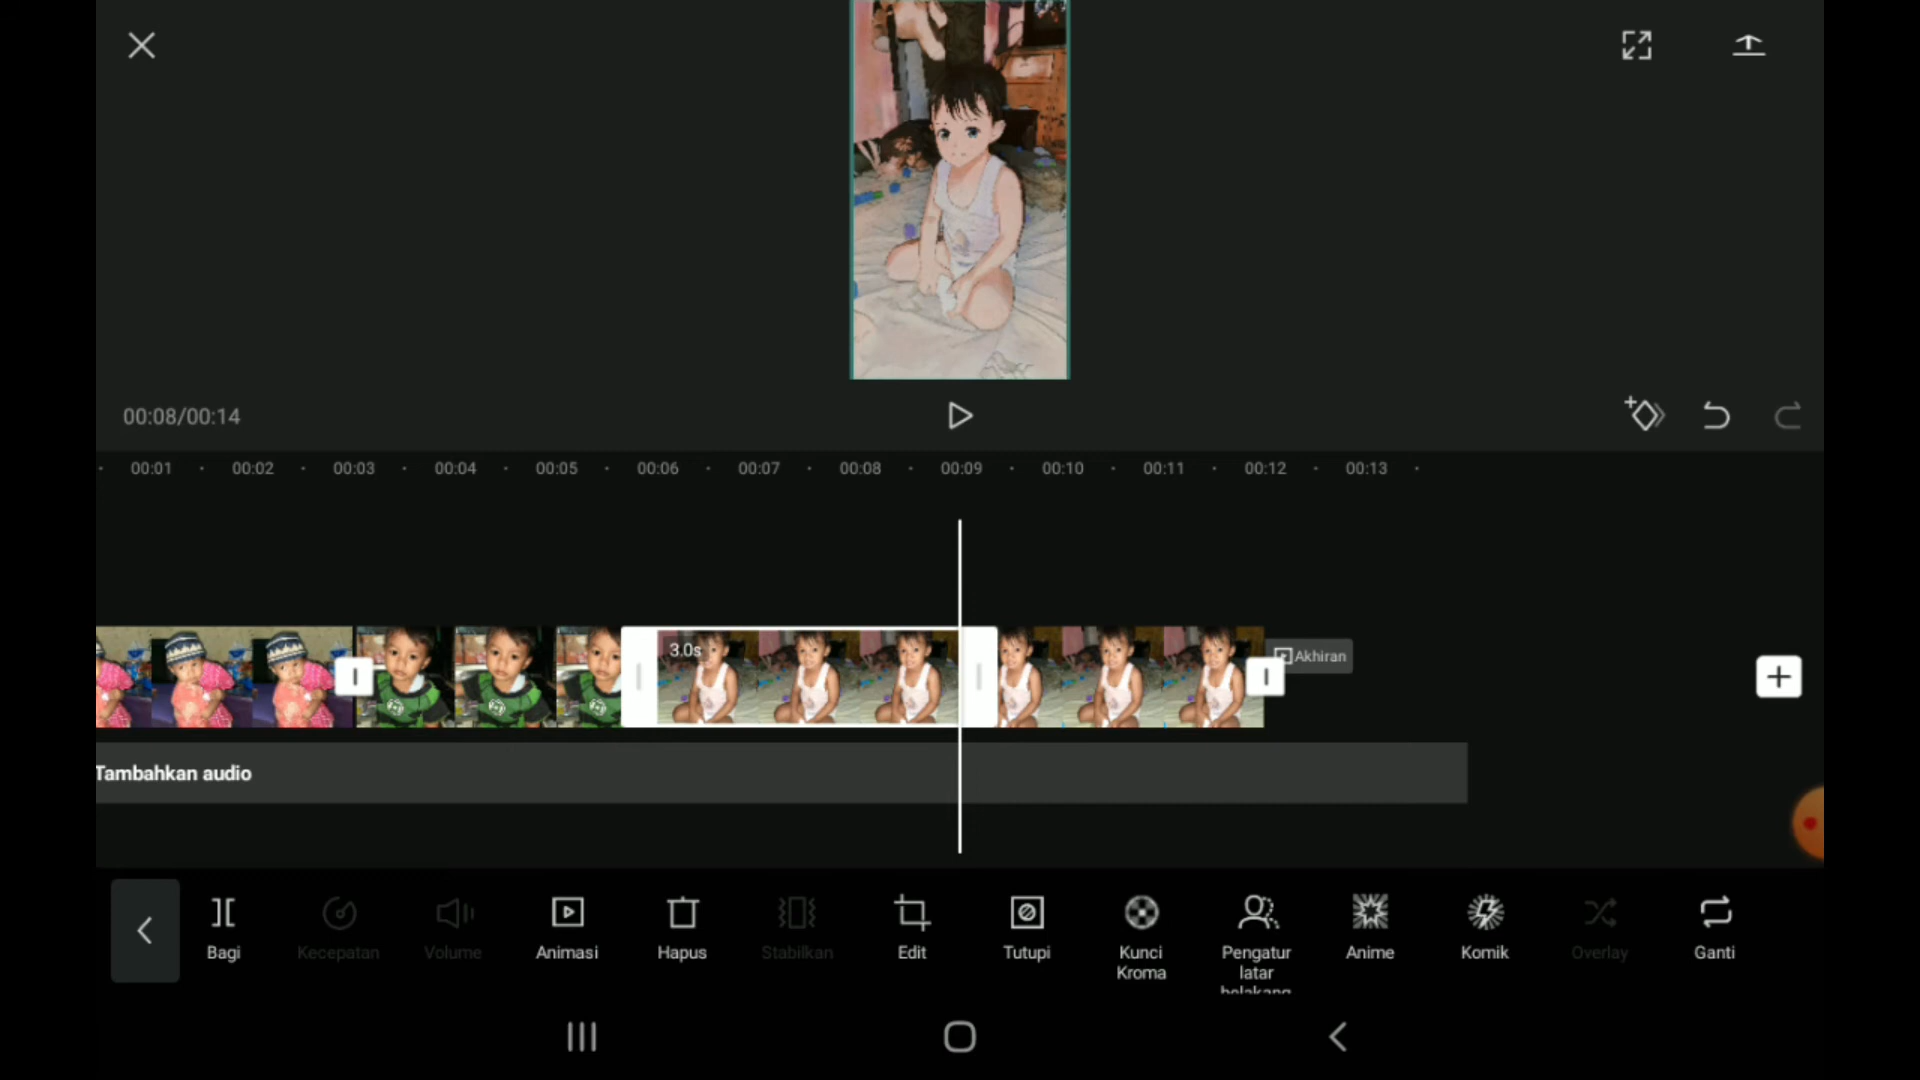 00:08/00:14
00:01 00:02 00:03 00:04 00:05 00:06 00:07 00:08 00:09 00:10 00:11 00:12 00:13
3.0s
Akhiran
Tambahkan audio
Bagi
Kecepatan
Volume
Animasi
Hapus
Stabilkan
Edit
Tutupi
Kunci
Kroma
Pengatur
latar
belakang
Anime
Komik
Overlay
Ganti